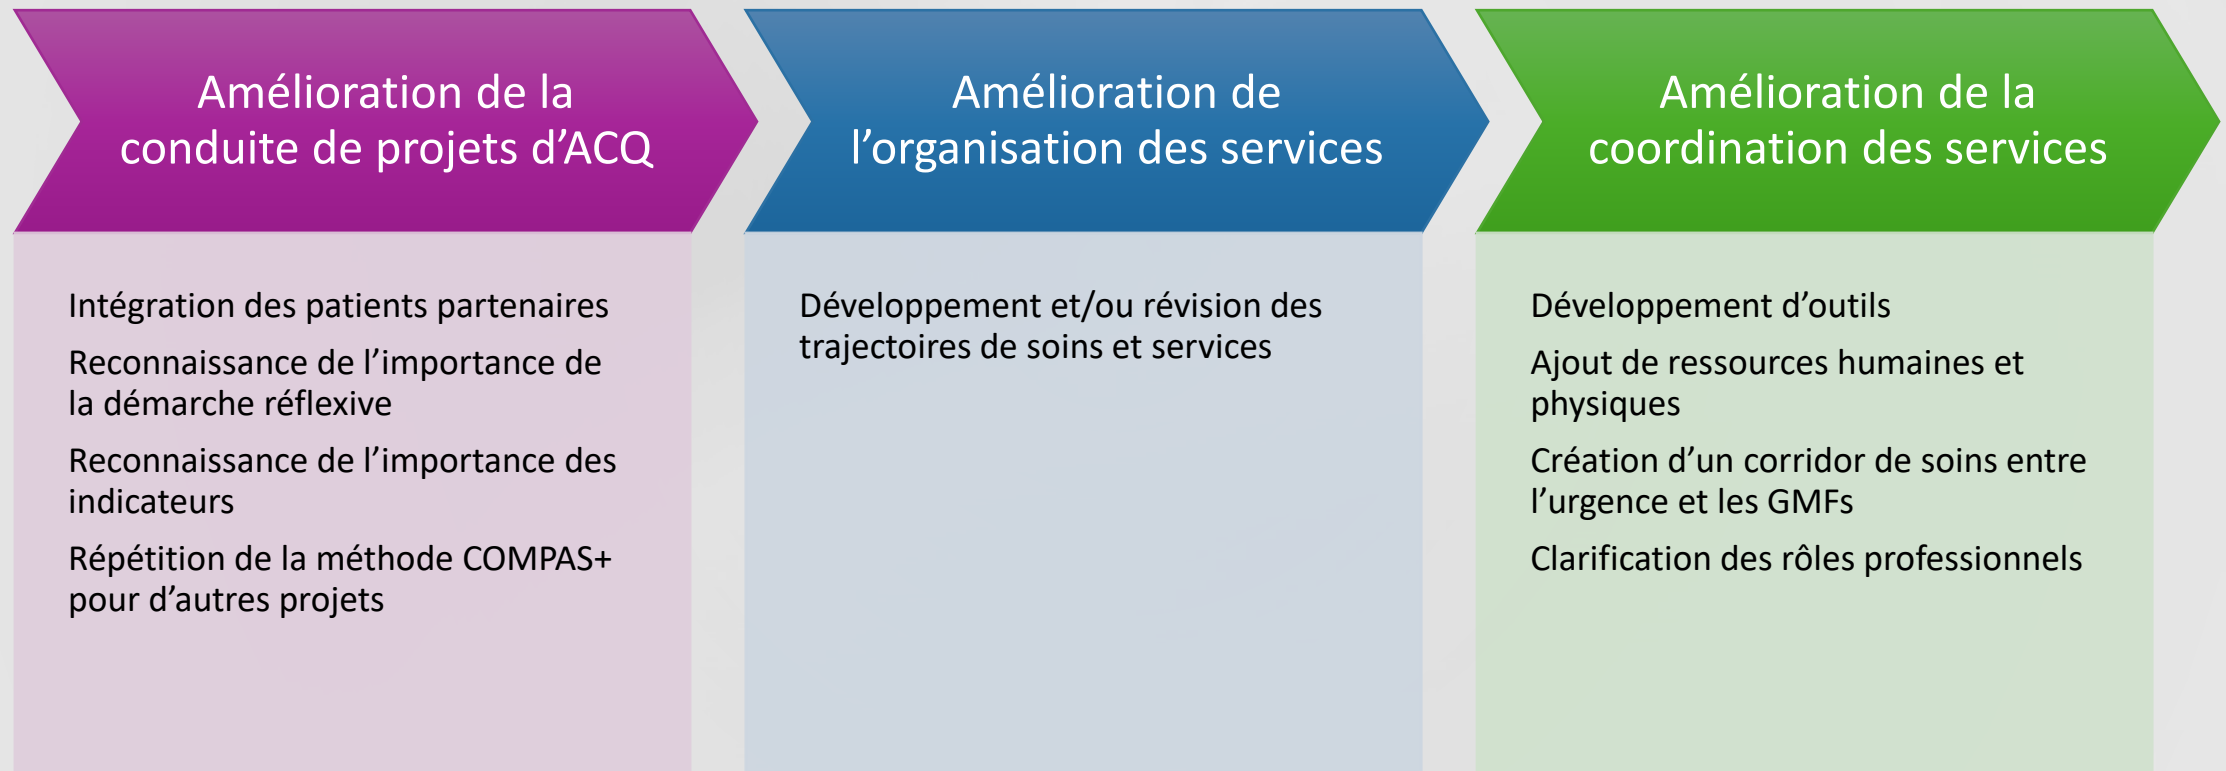 Amélioration de la
conduite de projets d’ACQ
Intégration des patients partenaires
Reconnaissance de l’importance de
la démarche réflexive
Reconnaissance de l’importance des
indicateurs
Répétition de la méthode COMPAS+
pour d’autres projets
Amélioration de
l’organisation des services
Développement et/ou révision des
trajectoires de soins et services
Amélioration de la
coordination des services
Développement d’outils
Ajout de ressources humaines et
physiques
Création d’un corridor de soins entre
l’urgence et les GMFs
Clarification des rôles professionnels